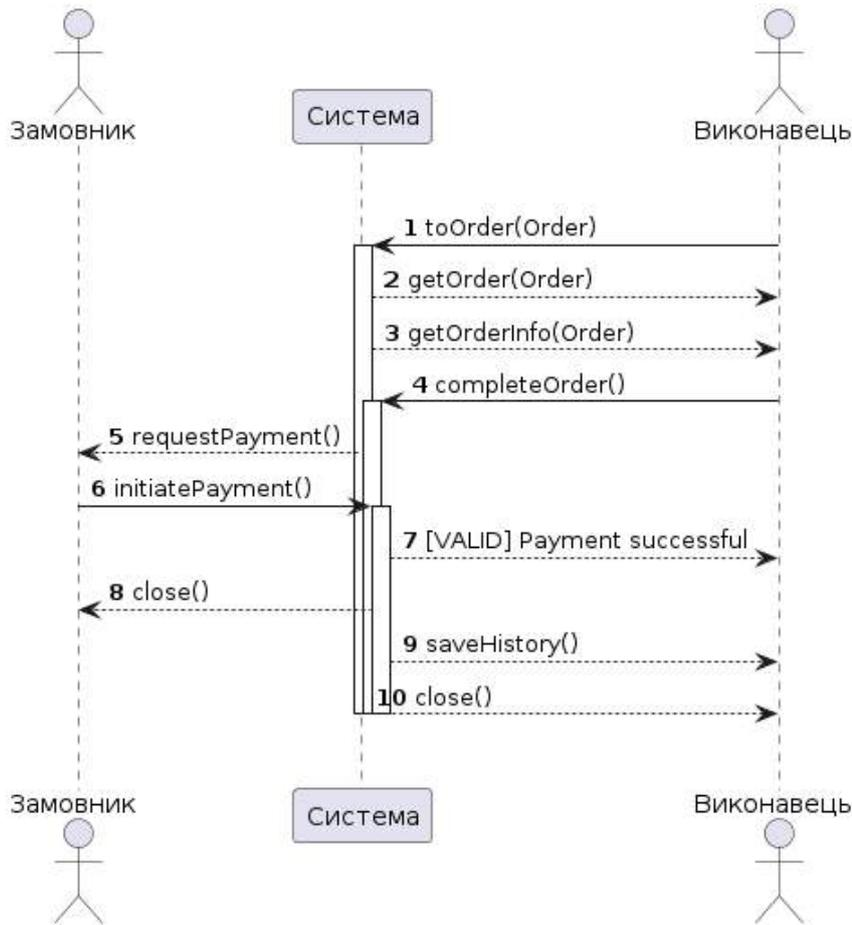 Замовник
Система
Виконавець
1 toOrder(Order)
2 getOrder(Order)
3 getOrderInfo(Order)
4 completeOrder()
5 requestPayment()
6 initiatePayment()
7 [VALID] Payment successful
8 close()
9 saveHistory()
10 close()
Замовник
Система
Виконавець